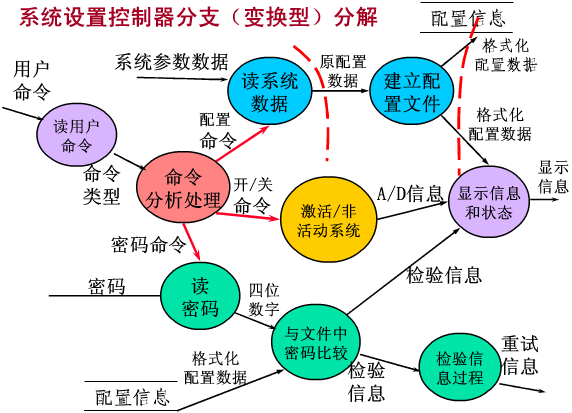 系统设置控制器分支（变换型）分解
配置信息
格式化
配置数据
系统参数数据
原配置
数据
用户
命令
读系统
数据
建立配
置文件
格式化
配置数据
读用户
命令
配置
命令
命令
类型
命令
分析处理
开/关
命令
激活/非
活动系统
A/D信息
显示信息
和状态
显示
信息
密码命令
检验信息
密码
读
密码
四位
数字
与文件中
密码比较
格式化
配置数据
配置信息
检验
信息
检验信
息过程
重试
信息